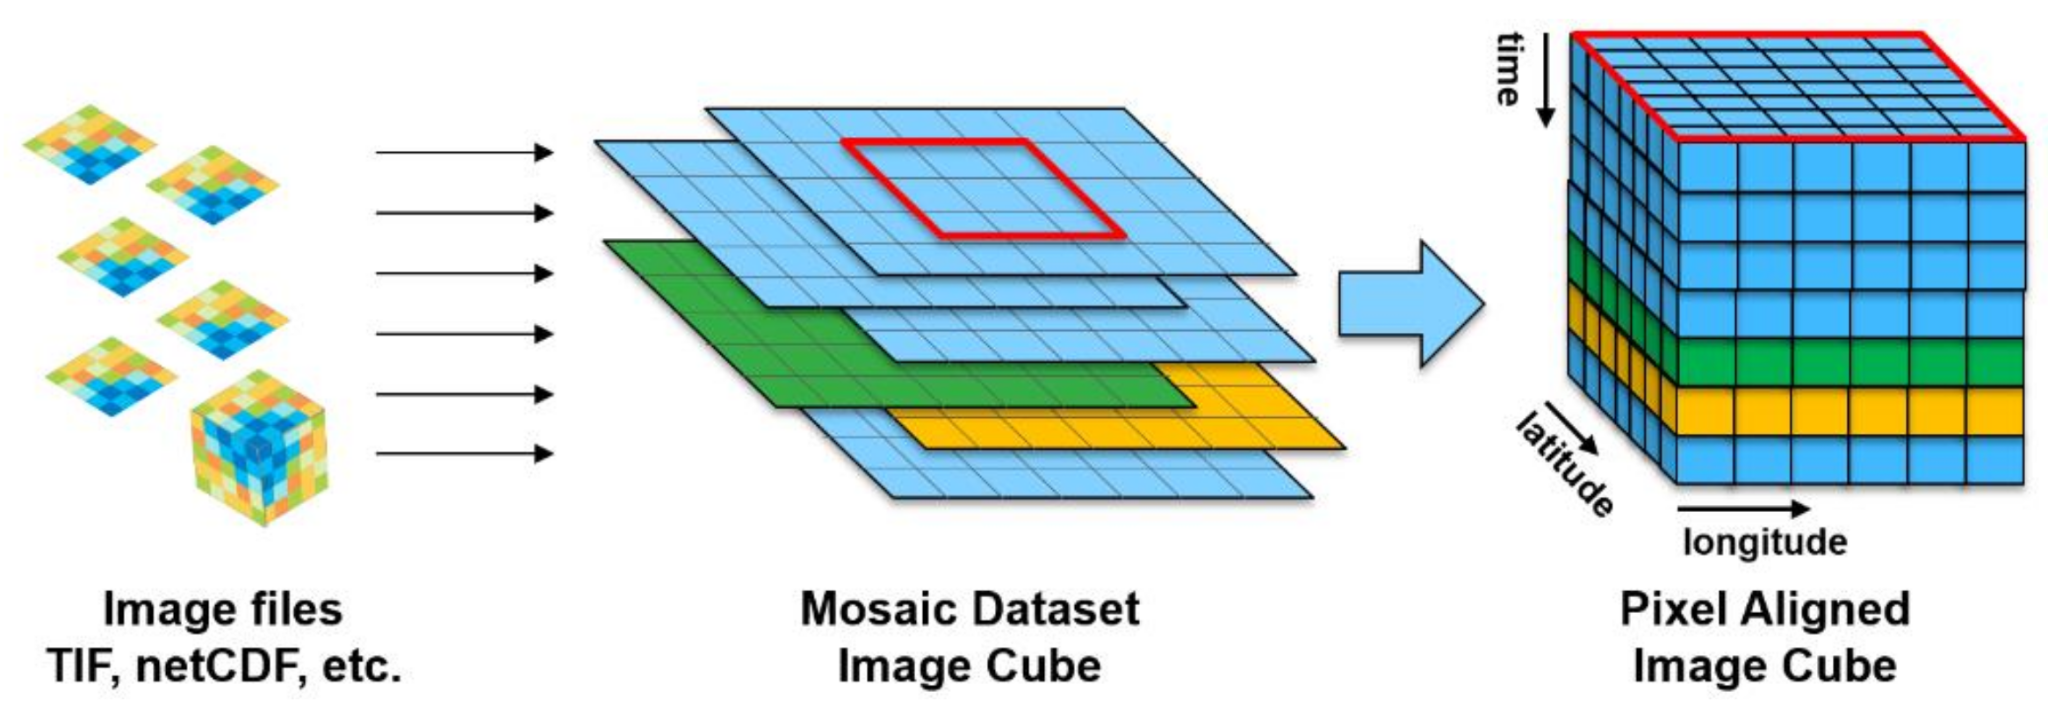 Image files
TIF, netCDF, etc.
Mosaic Dataset
Image Cube
time
latitude
longitude
Pixel Aligned
Image Cube